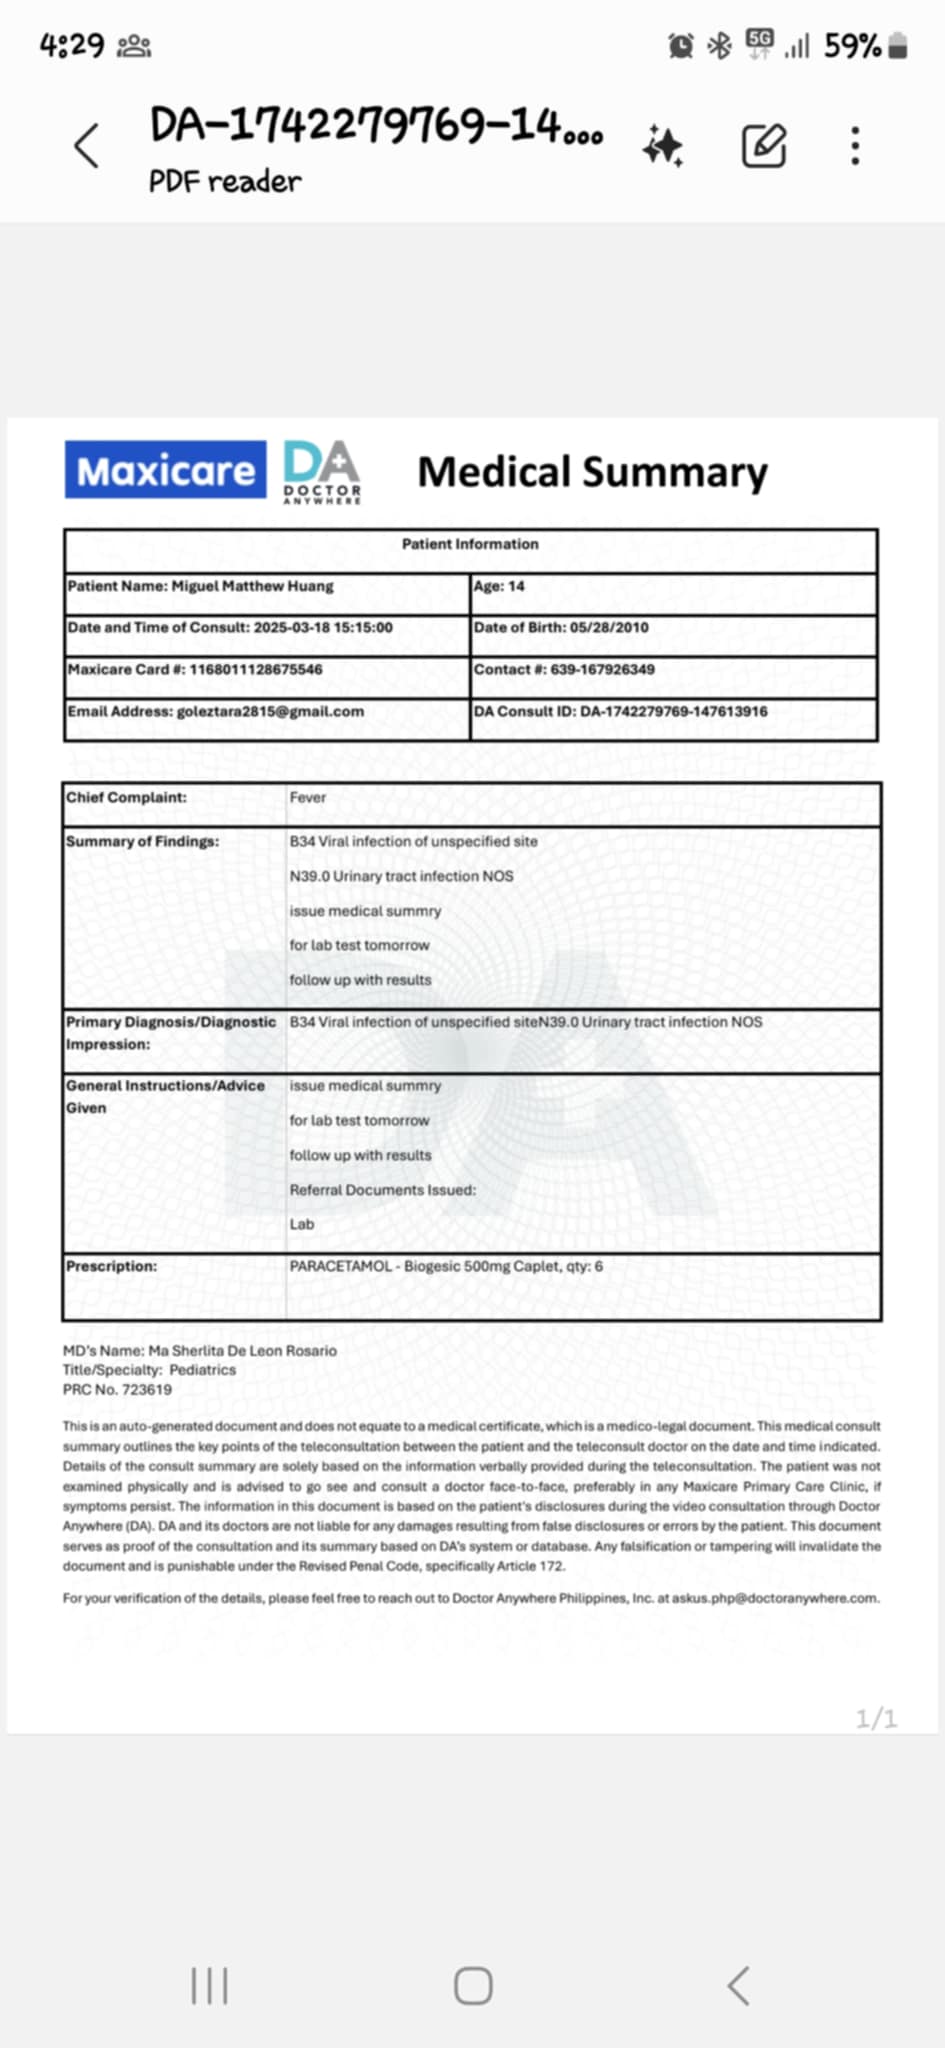 4:29 5G 59%
DA-1742279769-14...
PDF reader
Maxicare DA DOCTOR ANYWHERE Medical Summary
Patient Information
Patient Name: Miguel Matthew Huang Age: 14
Date and Time of Consult: 2025-03-18 15:15:00 Date of Birth: 05/28/2010
Maxicare Card #: 1168011128675546 Contact #: 639-167926349
Email Address: goleztara2815@gmail.com DA Consult ID: DA-1742279769-147613916
Chief Complaint: Fever
Summary of Findings: B34 Viral infection of unspecified site
N39.0 Urinary tract infection NOS
issue medical summry
for lab test tomorrow
follow up with results
Primary Diagnosis/Diagnostic Impression: B34 Viral infection of unspecified siteN39.0 Urinary tract infection NOS
General Instructions/Advice Given issue medical summry
for lab test tomorrow
follow up with results
Referral Documents Issued:
Lab
Prescription: PARACETAMOL - Biogesic 500mg Caplet, qty: 6
MD's Name: Ma Sherlita De Leon Rosario
Title/Specialty: Pediatrics
PRC No. 723619
This is an auto-generated document and does not equate to a medical certificate, which is a medico-legal document. This medical consult
summary outlines the key points of the teleconsultation between the patient and the teleconsult doctor on the date and time indicated.
Details of the consult summary are solely based on the information verbally provided during the teleconsultation. The patient was not
examined physically and is advised to go see and consult a doctor face-to-face, preferably in any Maxicare Primary Care Clinic, if
symptoms persist. The information in this document is based on the patient's disclosures during the video consultation through Doctor
Anywhere (DA). DA and its doctors are not liable for any damages resulting from false disclosures or errors by the patient. This document
serves as proof of the consultation and its summary based on DA's system or database. Any falsification or tampering will invalidate the
document and is punishable under the Revised Penal Code, specifically Article 172.
For your verification of the details, please feel free to reach out to Doctor Anywhere Philippines, Inc. at askus.php@doctoranywhere.com.
1/1